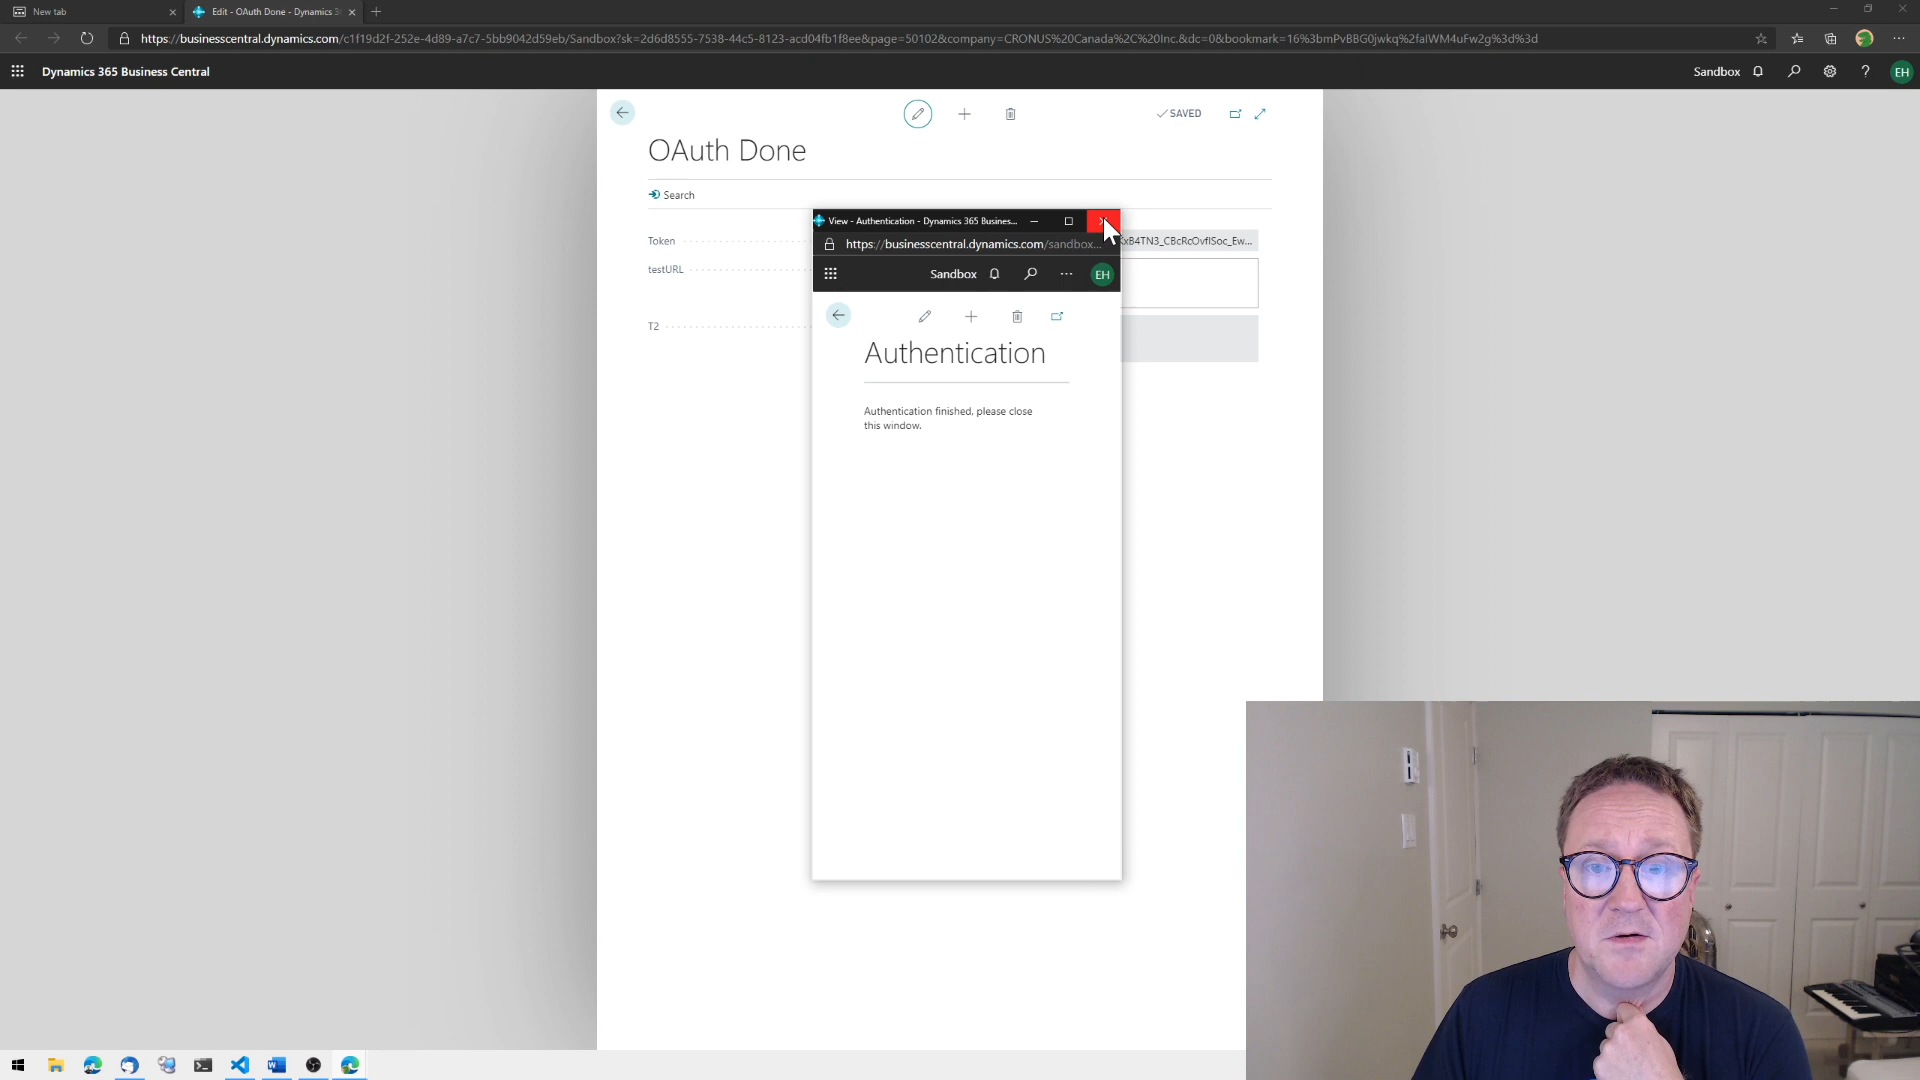 New tab
Edit - OAuth Done - Dynamics 3
https://businesscentral.dynamics.com/c1f19d2f-252e-4d89-a7c7-5bb9042d59eb/Sandbox?sk=2d6d8555-7538-44c5-8123-acd04fb1f8ee&page=50102&company=CRONUS%20Canada%2C%20Inc.&dc=0&bookmark=16%3bmPvBBG0jwkq%2faIWM4uFw2g%3d%3d
Dynamics 365 Business Central
Sandbox
EH
SAVED
OAuth Done
Search
Token
xB4TN3_CBcRcOvfISoc_Ew...
testURL
T2
View - Authentication - Dynamics 365 Busines...
https://businesscentral.dynamics.com/sandbox...
Sandbox
EH
Authentication
Authentication finished, please close
this window.